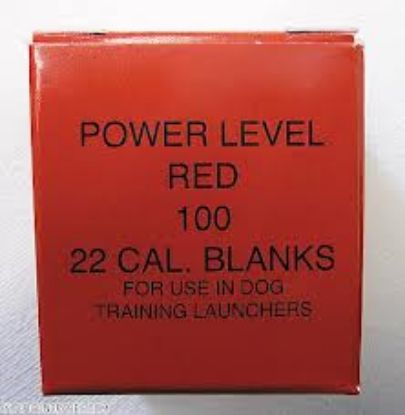 POWER LEVEL
RED
100
22 CAL. BLANKS
FOR USE IN DOG
TRAINING LAUNCHERS